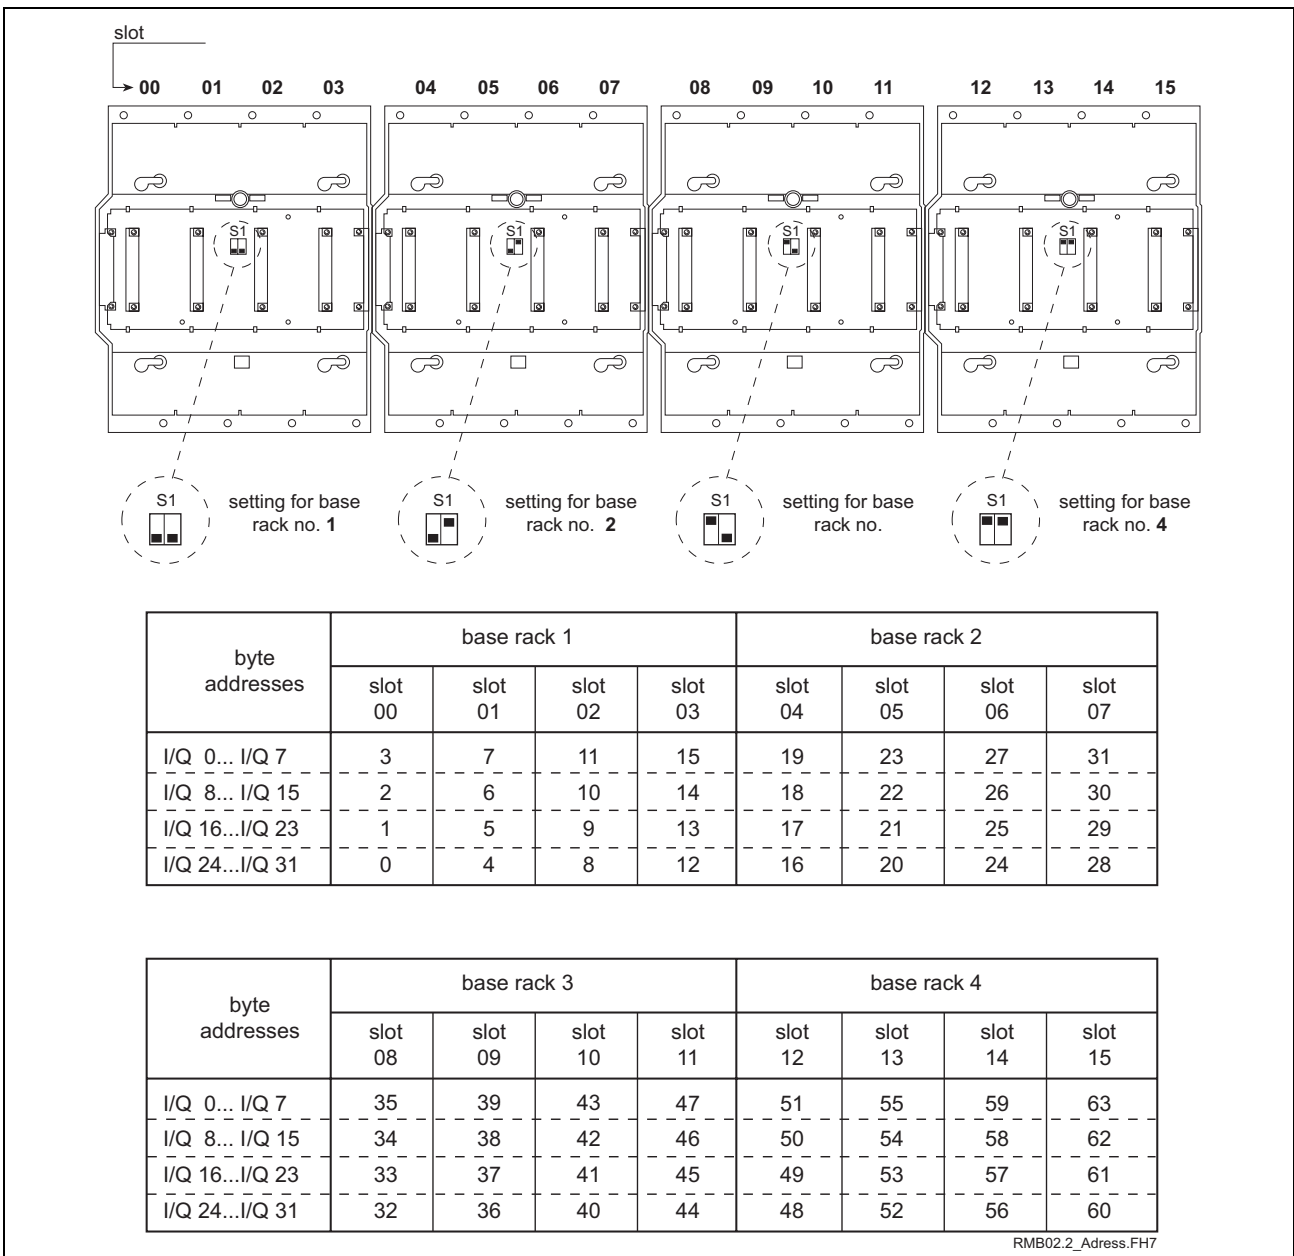 slot
00 01 02 03 04 05 06 07 08 09 10 11 12 13 14 15
S1 S1 S1 S1
S1 setting for base rack no. 1
S1 setting for base rack no. 2
S1 setting for base rack no.
S1 setting for base rack no. 4
byte addresses base rack 1 base rack 2
slot 00 slot 01 slot 02 slot 03 slot 04 slot 05 slot 06 slot 07
I/Q 0... I/Q 7 3 7 11 15 19 23 27 31
I/Q 8... I/Q 15 2 6 10 14 18 22 26 30
I/Q 16...I/Q 23 1 5 9 13 17 21 25 29
I/Q 24...I/Q 31 0 4 8 12 16 20 24 28
byte addresses base rack 3 base rack 4
slot 08 slot 09 slot 10 slot 11 slot 12 slot 13 slot 14 slot 15
I/Q 0... I/Q 7 35 39 43 47 51 55 59 63
I/Q 8... I/Q 15 34 38 42 46 50 54 58 62
I/Q 16...I/Q 23 33 37 41 45 49 53 57 61
I/Q 24...I/Q 31 32 36 40 44 48 52 56 60
RMB02.2_Adress.FH7